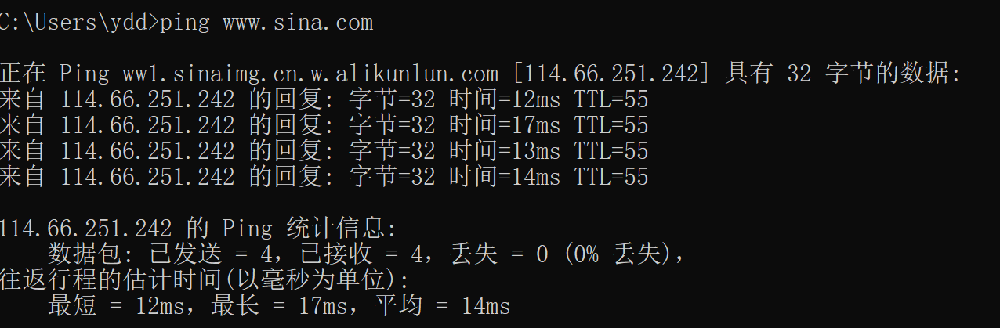 C:\Users\ydd>ping www.sina.com
正在 Ping ww1.sinaimg.cn.w.alikunlun.com [114.66.251.242] 具有 32 字节的数据:
来自 114.66.251.242 的回复: 字节=32 时间=12ms TTL=55
来自 114.66.251.242 的回复: 字节=32 时间=17ms TTL=55
来自 114.66.251.242 的回复: 字节=32 时间=13ms TTL=55
来自 114.66.251.242 的回复: 字节=32 时间=14ms TTL=55
114.66.251.242 的 Ping 统计信息:
数据包: 已发送 = 4，已接收 = 4，丢失 = 0 (0% 丢失)，
往返行程的估计时间(以毫秒为单位):
最短 = 12ms，最长 = 17ms，平均 = 14ms